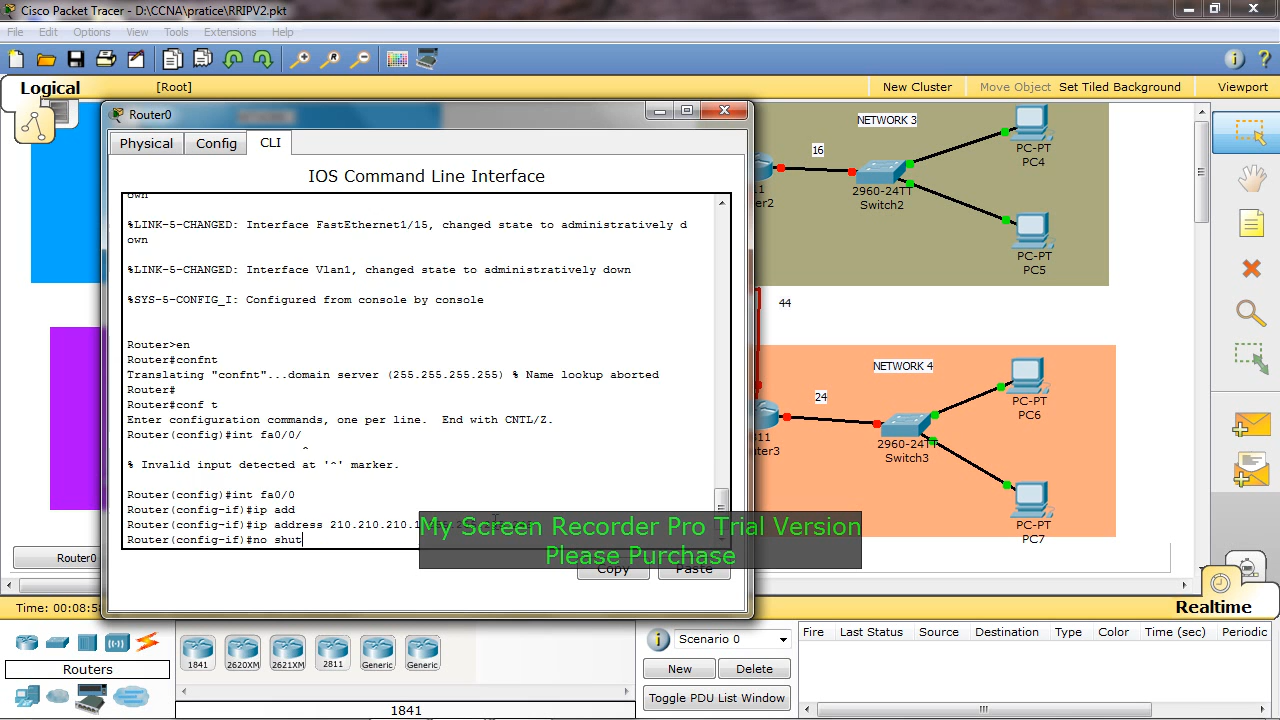 Cisco Packet Tracer - D:\CCNA\pratice\RRIPV2.pkt
File Edit Options View Tools Extensions Help
Logical
[Root]
New Cluster
Move Object
Set Tiled Background
Viewport
Router0
Physical
Config
CLI
IOS Command Line Interface
own
%LINK-5-CHANGED: Interface FastEthernet1/15, changed state to administratively d
own
%LINK-5-CHANGED: Interface Vlan1, changed state to administratively down
%SYS-5-CONFIG_I: Configured from console by console
Router>en
Router#confnt
Translating "confnt"...domain server (255.255.255.255) % Name lookup aborted
Router#
Router#conf t
Enter configuration commands, one per line.  End with CNTL/Z.
Router(config)#int fa0/0/
^
% Invalid input detected at '^' marker.
Router(config)#int fa0/0
Router(config-if)#ip add
Router(config-if)#ip address 210.210.210.1
Router(config-if)#no shut
My Screen Recorder Pro Trial Version
Please Purchase
Copy
Paste
NETWORK 3
16
11
ter2
2960-24TT
Switch2
PC-PT
PC4
PC-PT
PC5
44
NETWORK 4
24
811
ter3
2960-24TT
Switch3
PC-PT
PC6
PC-PT
PC7
Router0
Time: 00:08:58
Realtime
Routers
1841
2620XM
2621XM
2811
Generic
Generic
1841
Scenario 0
New
Delete
Toggle PDU List Window
Fire
Last Status
Source
Destination
Type
Color
Time (sec)
Periodic